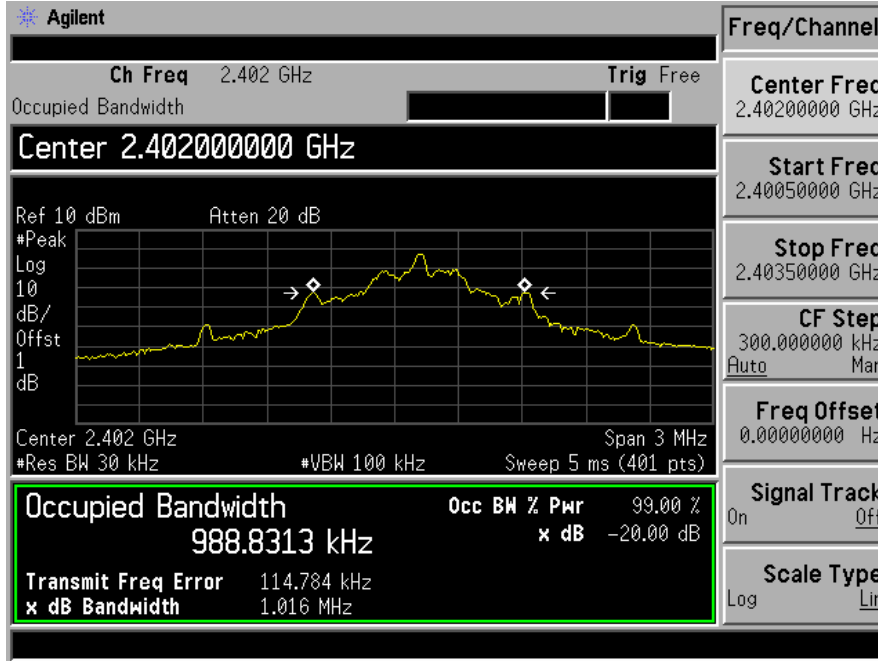 Agilent
Freq/Channel
Ch Freq 2.402 GHz Trig Free
Occupied Bandwidth
Center 2.402000000 GHz
Ref 10 dBm Atten 20 dB
#Peak
Log
10
dB/
Offst
1
dB
Center 2.402 GHz Span 3 MHz
#Res BW 30 kHz #VBW 100 kHz Sweep 5 ms (401 pts)
Occupied Bandwidth
988.8313 kHz
Occ BW % Pwr 99.00 %
x dB -20.00 dB
Transmit Freq Error 114.784 kHz
x dB Bandwidth 1.016 MHz
Center Freq
2.40200000 GHz
Start Freq
2.40050000 GHz
Stop Freq
2.40350000 GHz
CF Step
300.000000 kHz
Auto Man
Freq Offset
0.00000000 Hz
Signal Track
On Off
Scale Type
Log Lin